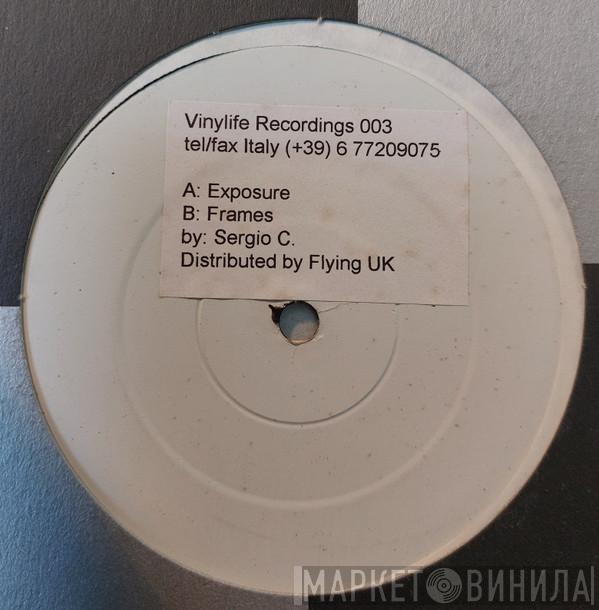 Vinylife Recordings 003
tel/fax Italy (+39) 6 77209075
A: Exposure
B: Frames
by: Sergio C.
Distributed by Flying UK
МАРКЕТ ВИНИЛА